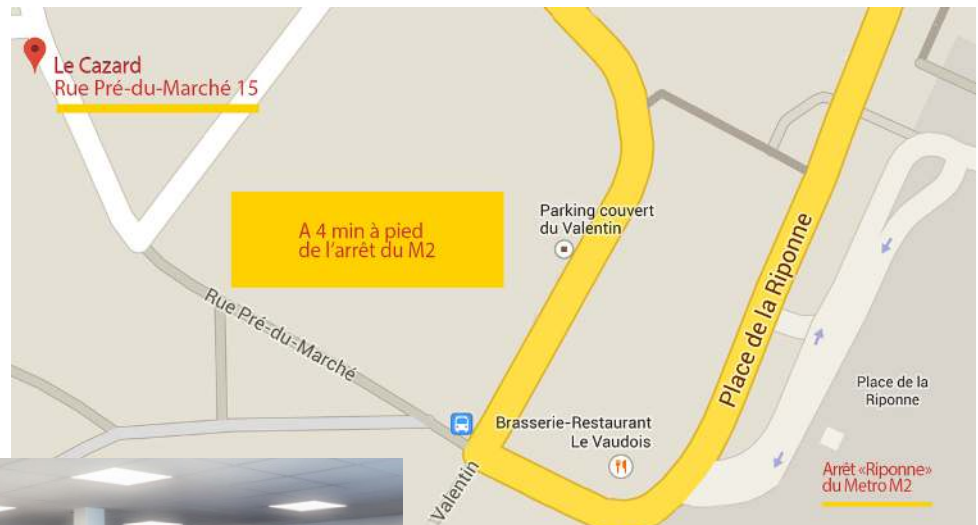 Le Cazard
Rue Pré-du-Marché 15
A 4 min à pied
de l'arrêt du M2
Parking couvert
du Valentin
Rue Pré-du-Marché
Place de la Riponne
Place de la
Riponne
Brasserie-Restaurant
Le Vaudois
Valentin
Arrêt «Riponne»
du Metro M2